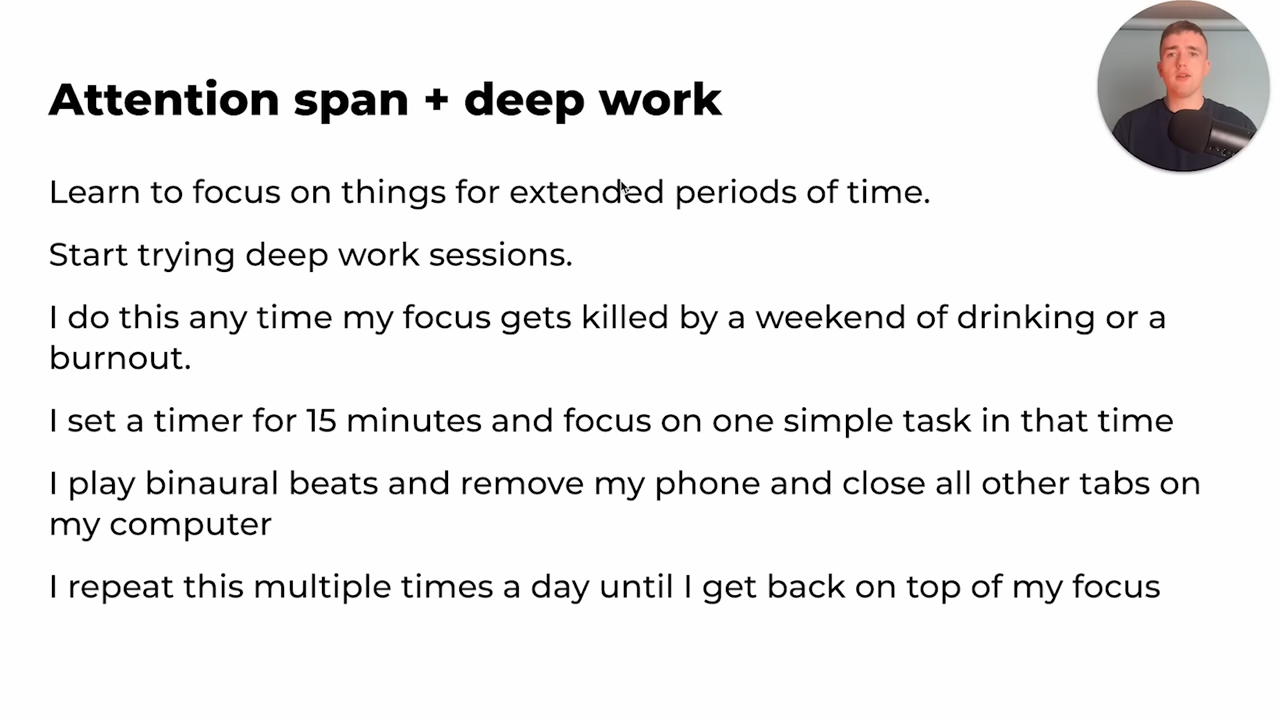 Attention span + deep work
Learn to focus on things for extended periods of time.
Start trying deep work sessions.
I do this any time my focus gets killed by a weekend of drinking or a
burnout.
I set a timer for 15 minutes and focus on one simple task in that time
I play binaural beats and remove my phone and close all other tabs on
my computer
I repeat this multiple times a day until I get back on top of my focus